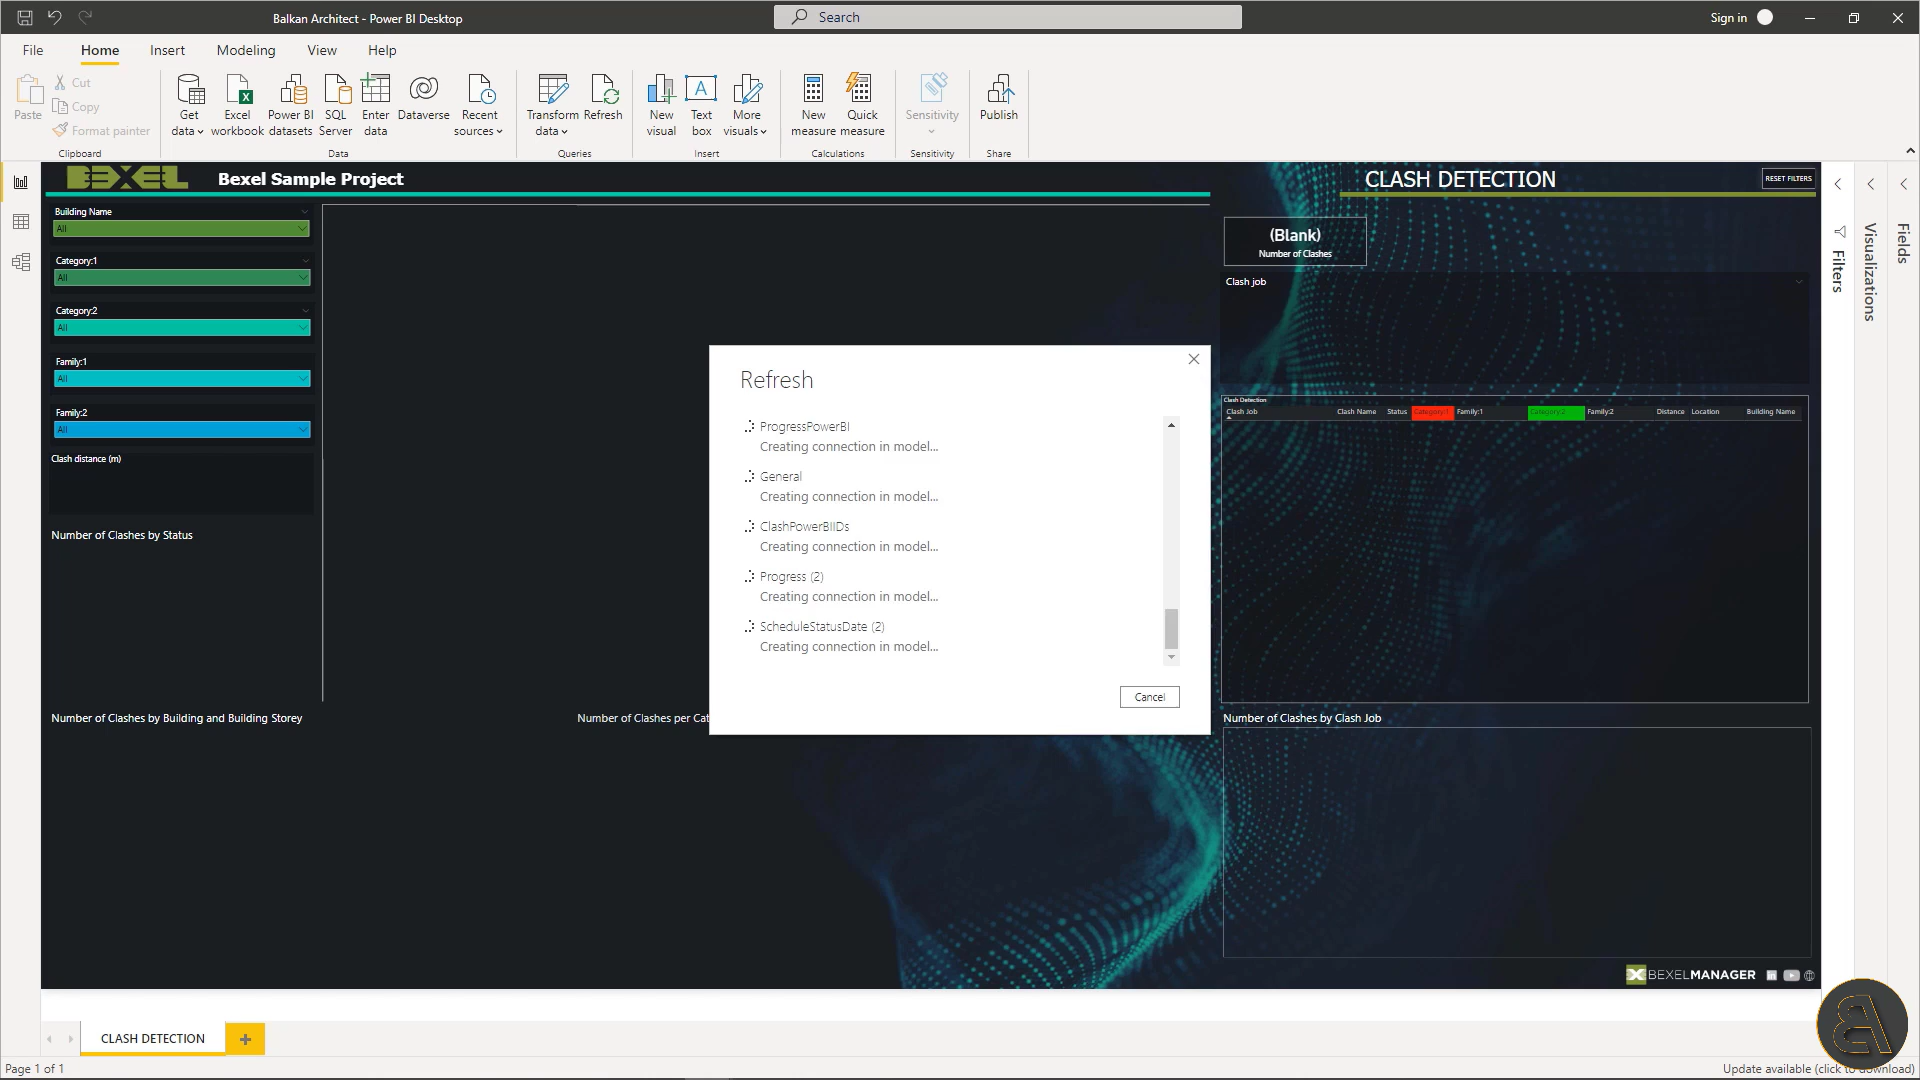 Balkan Architect - Power BI Desktop
Search
Sign in
File
Home
Insert
Modeling
View
Help
Paste
Cut
Copy
Format painter
Clipboard
Get data
Excel workbook
Power BI datasets
SQL Server
Enter data
Dataverse
Recent sources
Data
Transform data
Refresh
Queries
New visual
Text box
More visuals
Insert
New measure
Quick measure
Calculations
Sensitivity
Sensitivity
Publish
Share
BEXEL
Bexel Sample Project
CLASH DETECTION
RESET FILTERS
Building Name
All
Category:1
All
Category:2
All
Family:1
All
Family:2
All
Clash distance (m)
Number of Clashes by Status
Number of Clashes by Building and Building Storey
Number of Clashes per Cat
(Blank)
Number of Clashes
Clash job
Clash Detection
Clash Job Clash Name Status Category:1 Family:1 Category:2 Family:2 Distance Location Building Name
Number of Clashes by Clash Job
Refresh
ProgressPowerBI
Creating connection in model...
General
Creating connection in model...
ClashPowerBIIDs
Creating connection in model...
Progress (2)
Creating connection in model...
ScheduleStatusDate (2)
Creating connection in model...
Cancel
Filters
Visualizations
Fields
BEXELMANAGER
CLASH DETECTION
Page 1 of 1
Update available (click to download)